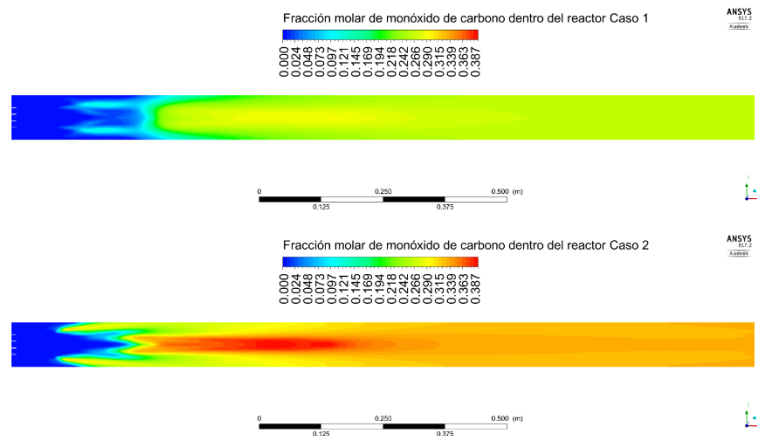 Fracción molar de monóxido de carbono dentro del reactor Caso 1
ANSYS
R17.2
Academic
0.000 0.024 0.048 0.073 0.097 0.121 0.145 0.169 0.194 0.218 0.242 0.266 0.290 0.315 0.339 0.363 0.387
0 0.250 0.500 (m)
0.125 0.375
Fracción molar de monóxido de carbono dentro del reactor Caso 2
ANSYS
R17.2
Academic
0.000 0.024 0.048 0.073 0.097 0.121 0.145 0.169 0.194 0.218 0.242 0.266 0.290 0.315 0.339 0.363 0.387
0 0.250 0.500 (m)
0.125 0.375